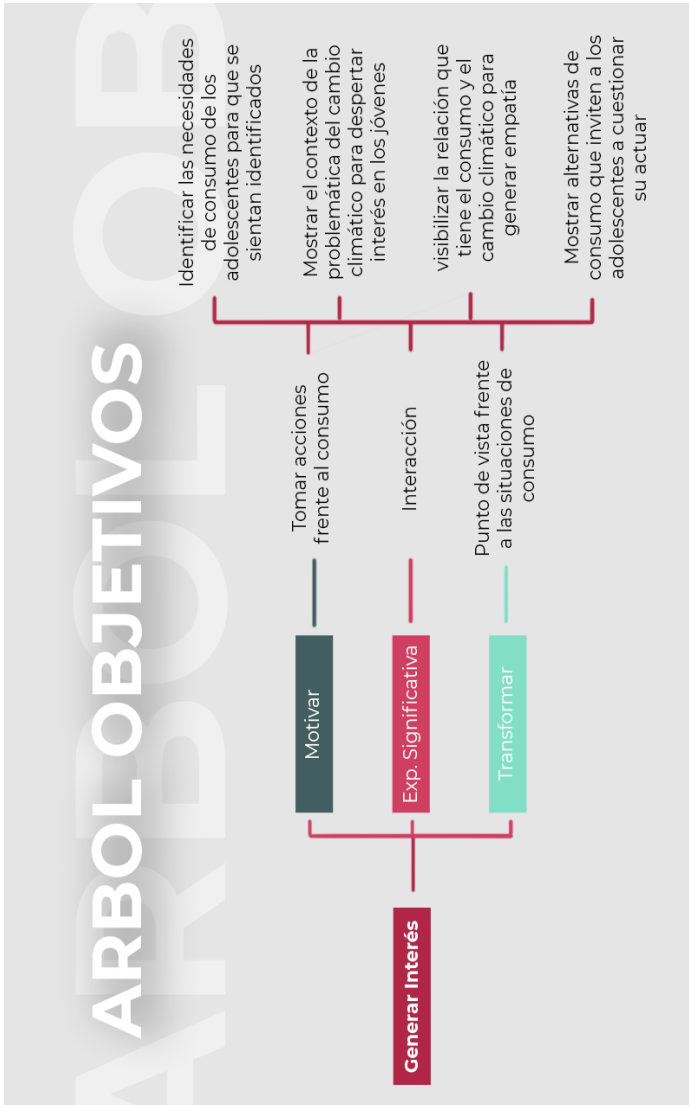 ARBOL OB
ARBOL OBJETIVOS
Generar Interés
Motivar
Exp. Significativa
Transformar
Tomar acciones
frente al consumo
Interacción
Punto de vista frente
a las situaciones de
consumo
Identificar las necesidades
de consumo de los
adolescentes para que se
sientan identificados
Mostrar el contexto de la
problemática del cambio
climático para despertar
interés en los jóvenes
visibilizar la relación que
tiene el consumo y el
cambio climático para
generar empatía
Mostrar alternativas de
consumo que inviten a los
adolescentes a cuestionar
su actuar